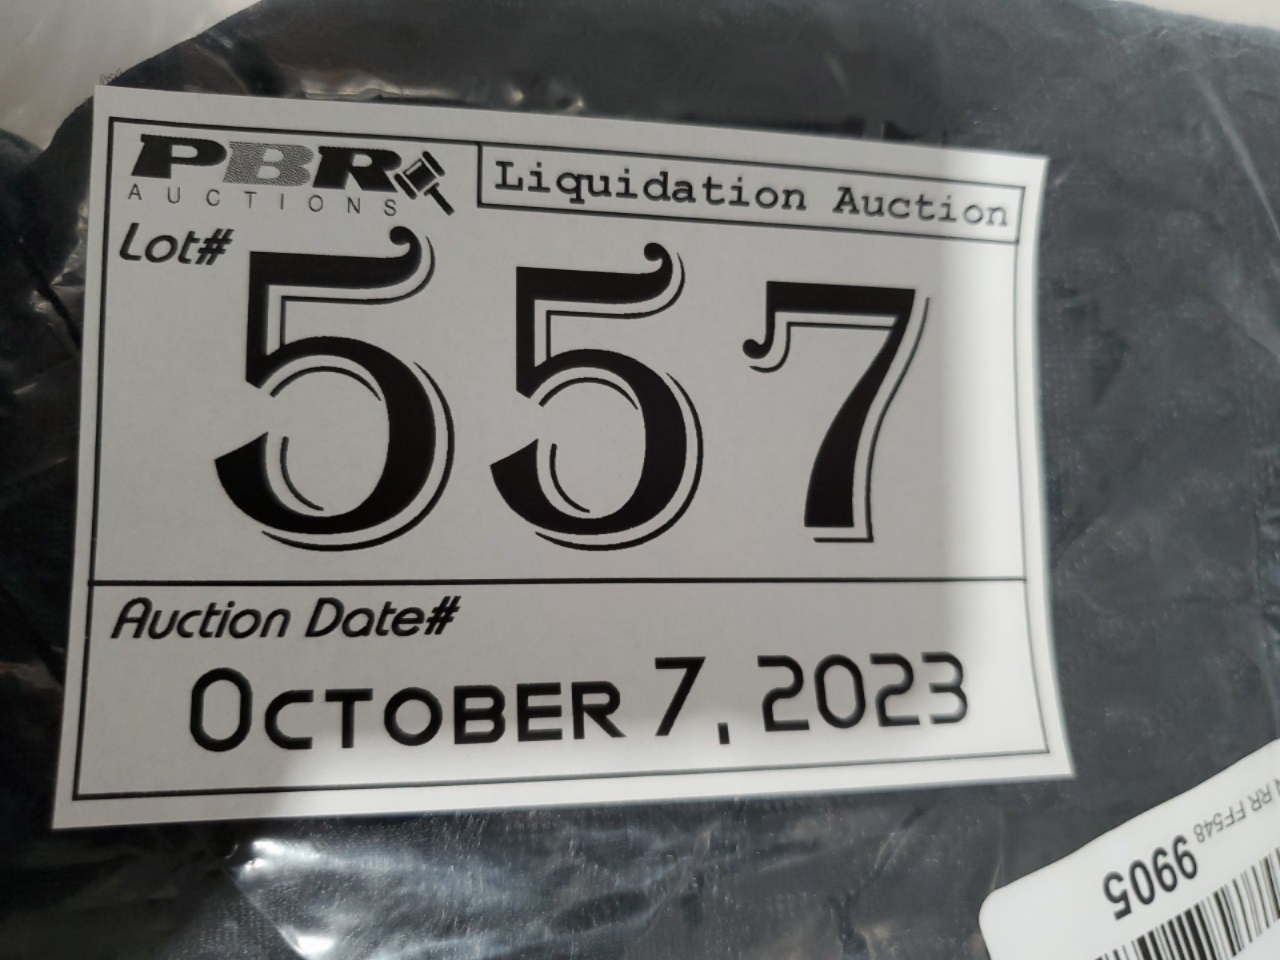 PBR
AUCTIONS
Liquidation Auction
Lot#
557
Auction Date#
OCTOBER 7, 2023
RR FF548
9905